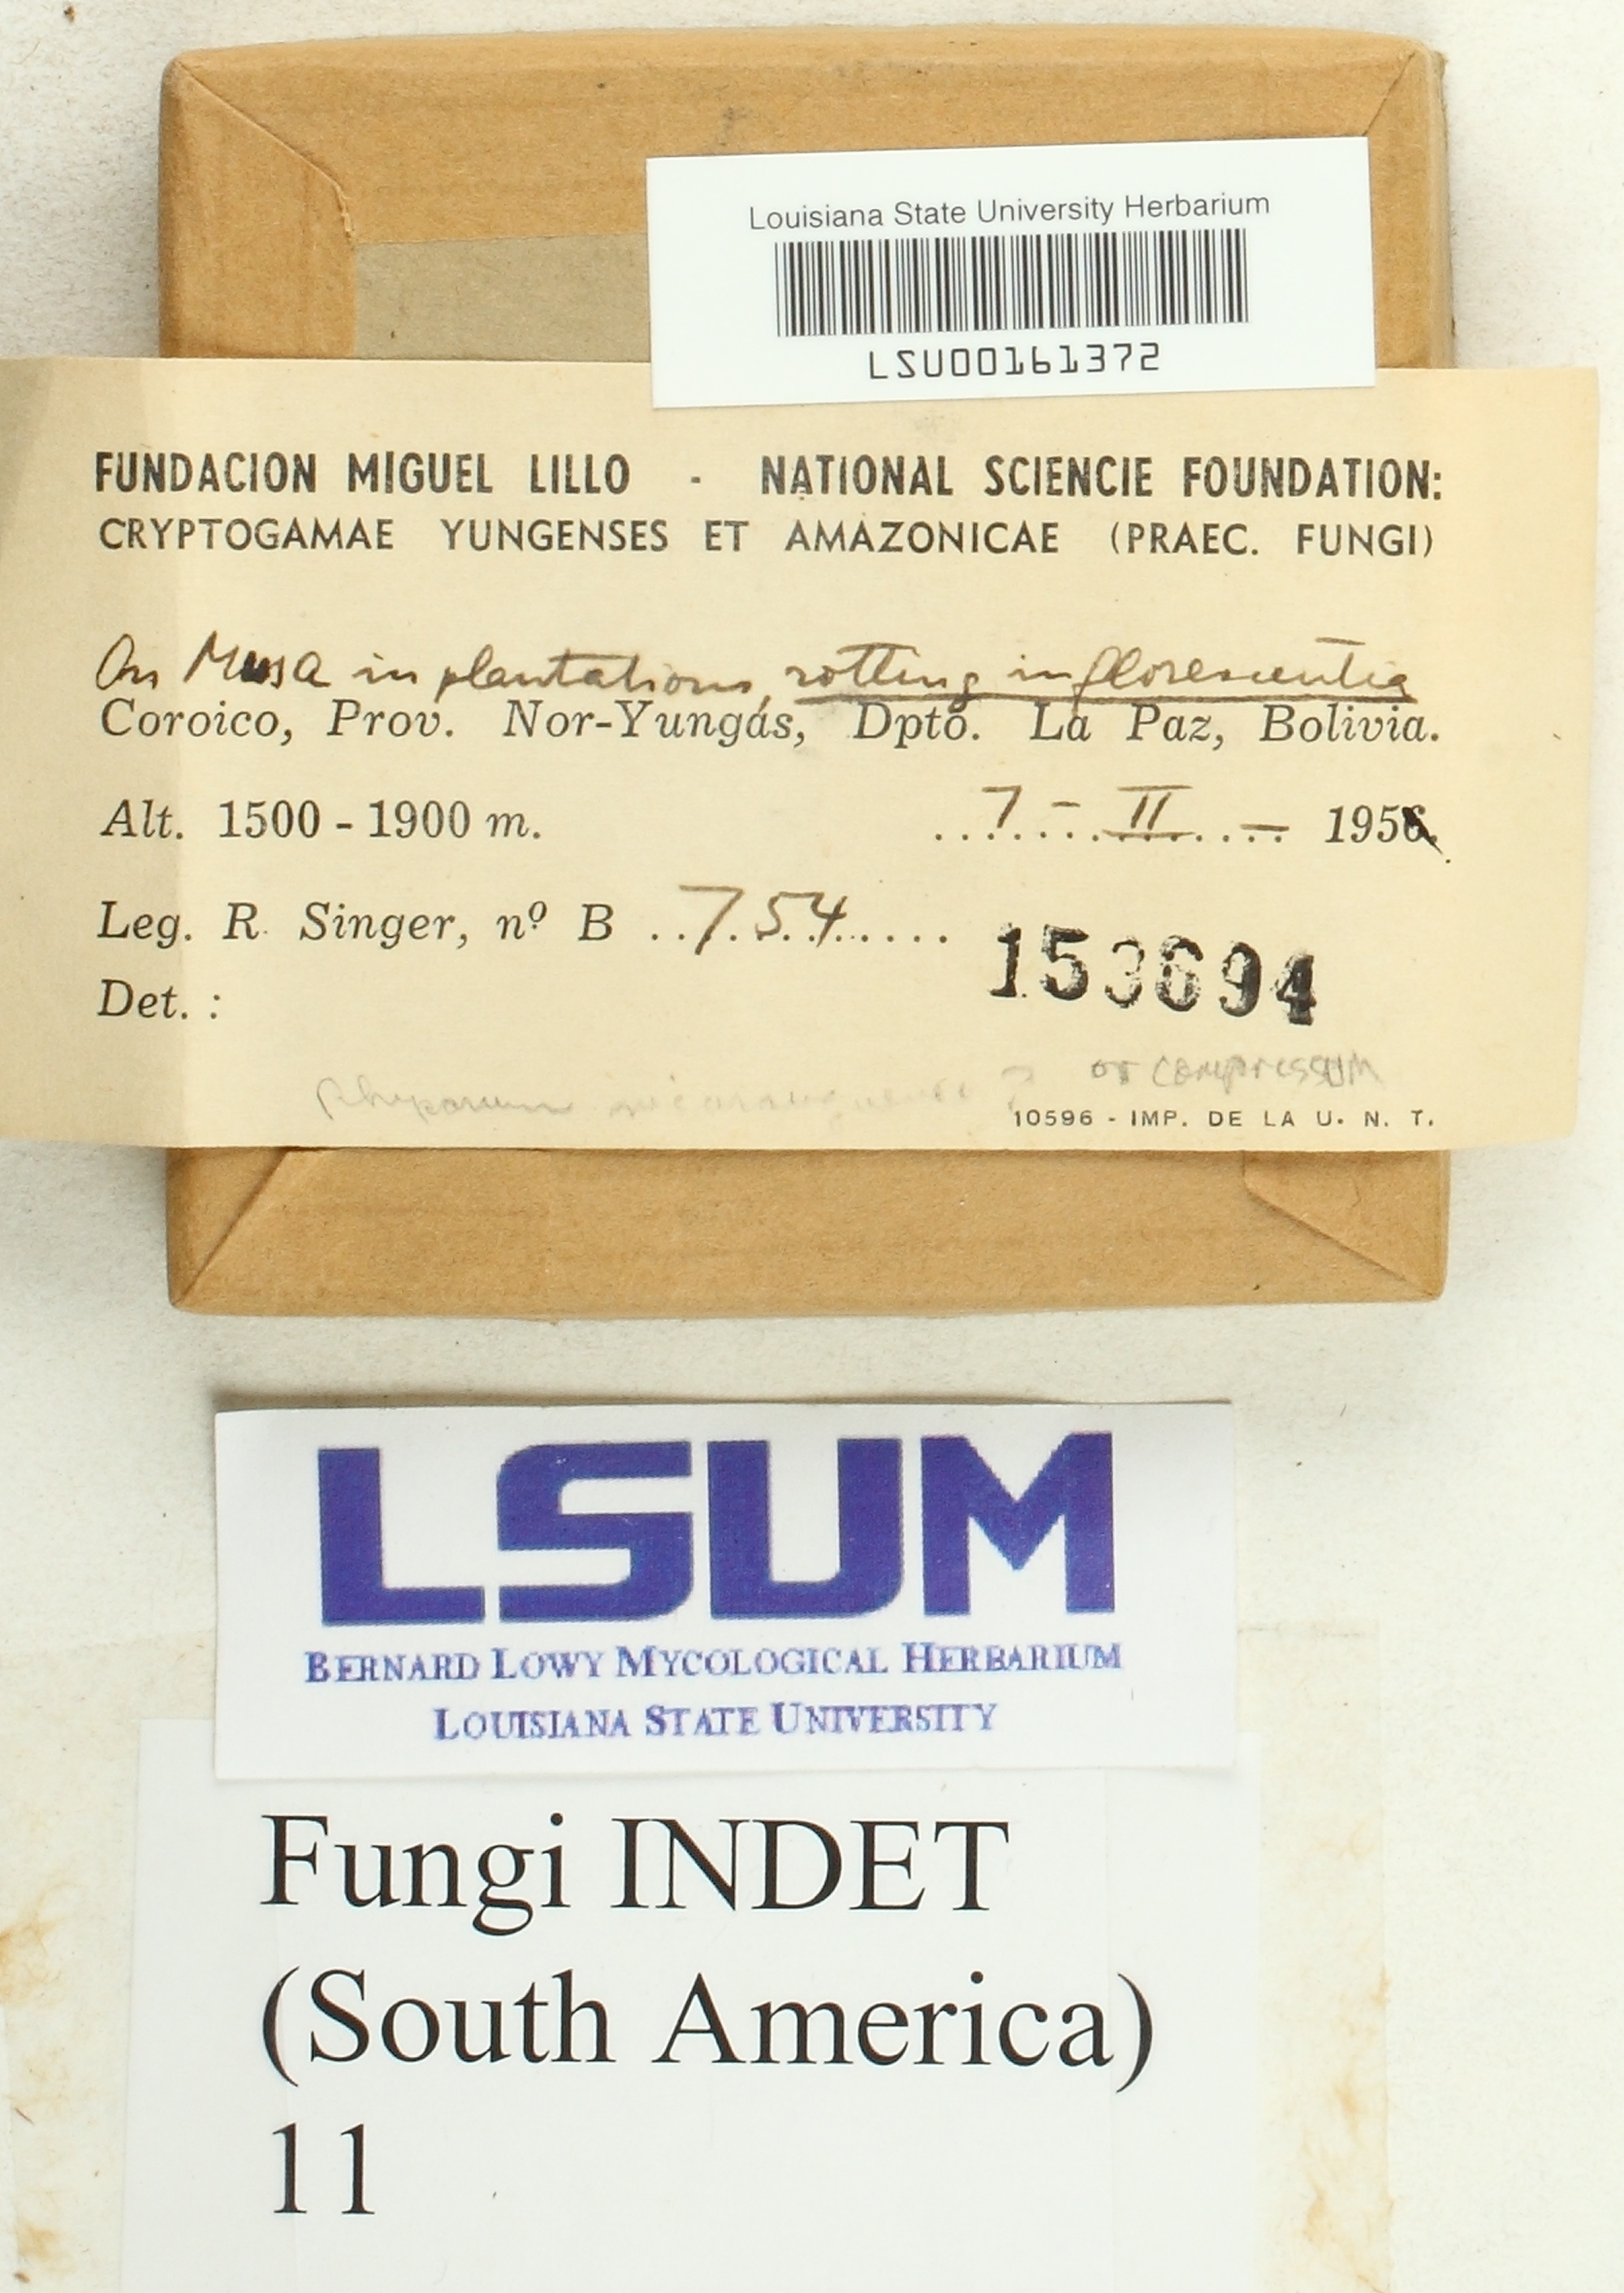 Louisiana State University Herbarium
LSU00161372
FUNDACION MIGUEL LILLO - NATIONAL SCIENCIE FOUNDATION:
CRYPTOGAMAE YUNGENSES ET AMAZONICAE (PRAEC. FUNGI)
On Musa in plantations, rotting inflorescentia
Coroico, Prov. Nor-Yungás, Dpto. La Paz, Bolivia.
Alt. 1500 - 1900 m. 7 - II - 1956.
Leg. R. Singer, nº B 754
153694
Det. :
or compressum
Physarum nicaraguense ?
10596 - IMP. DE LA U. N. T.
LSUM
BERNARD LOWY MYCOLOGICAL HERBARIUM
LOUISIANA STATE UNIVERSITY
Fungi INDET
(South America)
11